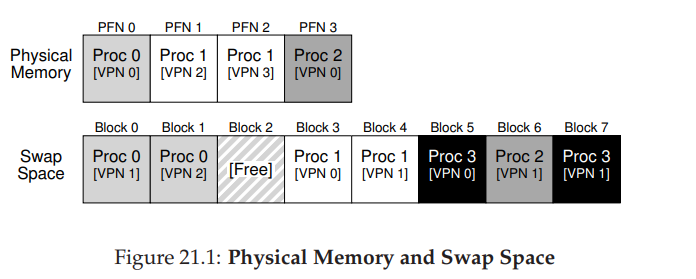 PFN 0 PFN 1 PFN 2 PFN 3
Physical Memory
Proc 0 [VPN 0]
Proc 1 [VPN 2]
Proc 1 [VPN 3]
Proc 2 [VPN 0]
Block 0 Block 1 Block 2 Block 3 Block 4 Block 5 Block 6 Block 7
Swap Space
Proc 0 [VPN 1]
Proc 0 [VPN 2]
[Free]
Proc 1 [VPN 0]
Proc 1 [VPN 1]
Proc 3 [VPN 0]
Proc 2 [VPN 1]
Proc 3 [VPN 1]
Figure 21.1: Physical Memory and Swap Space